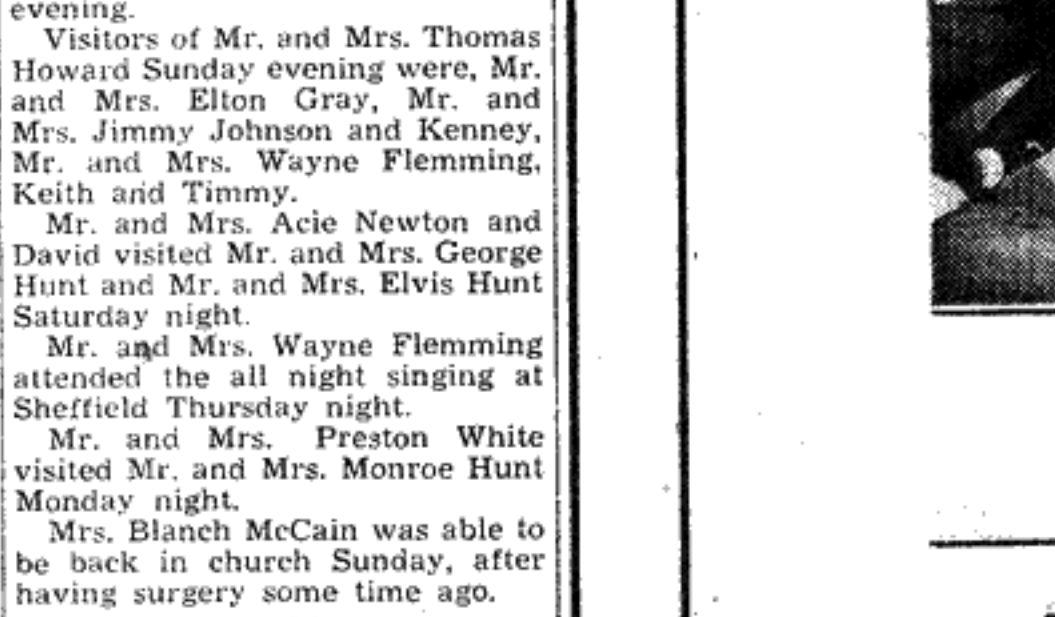 evening.
Visitors of Mr. and Mrs. Thomas
Howard Sunday evening were, Mr.
and Mrs. Elton Gray, Mr. and
Mrs. Jimmy Johnson and Kenney,
Mr. and Mrs. Wayne Flemming,
Keith and Timmy.
Mr. and Mrs. Acie Newton and
David visited Mr. and Mrs. George
Hunt and Mr. and Mrs. Elvis Hunt
Saturday night.
Mr. and Mrs. Wayne Flemming
attended the all night singing at
Sheffield Thursday night.
Mr. and Mrs. Preston White
visited Mr. and Mrs. Monroe Hunt
Monday night.
Mrs. Blanch McCain was able to
be back in church Sunday, after
having surgery some time ago.